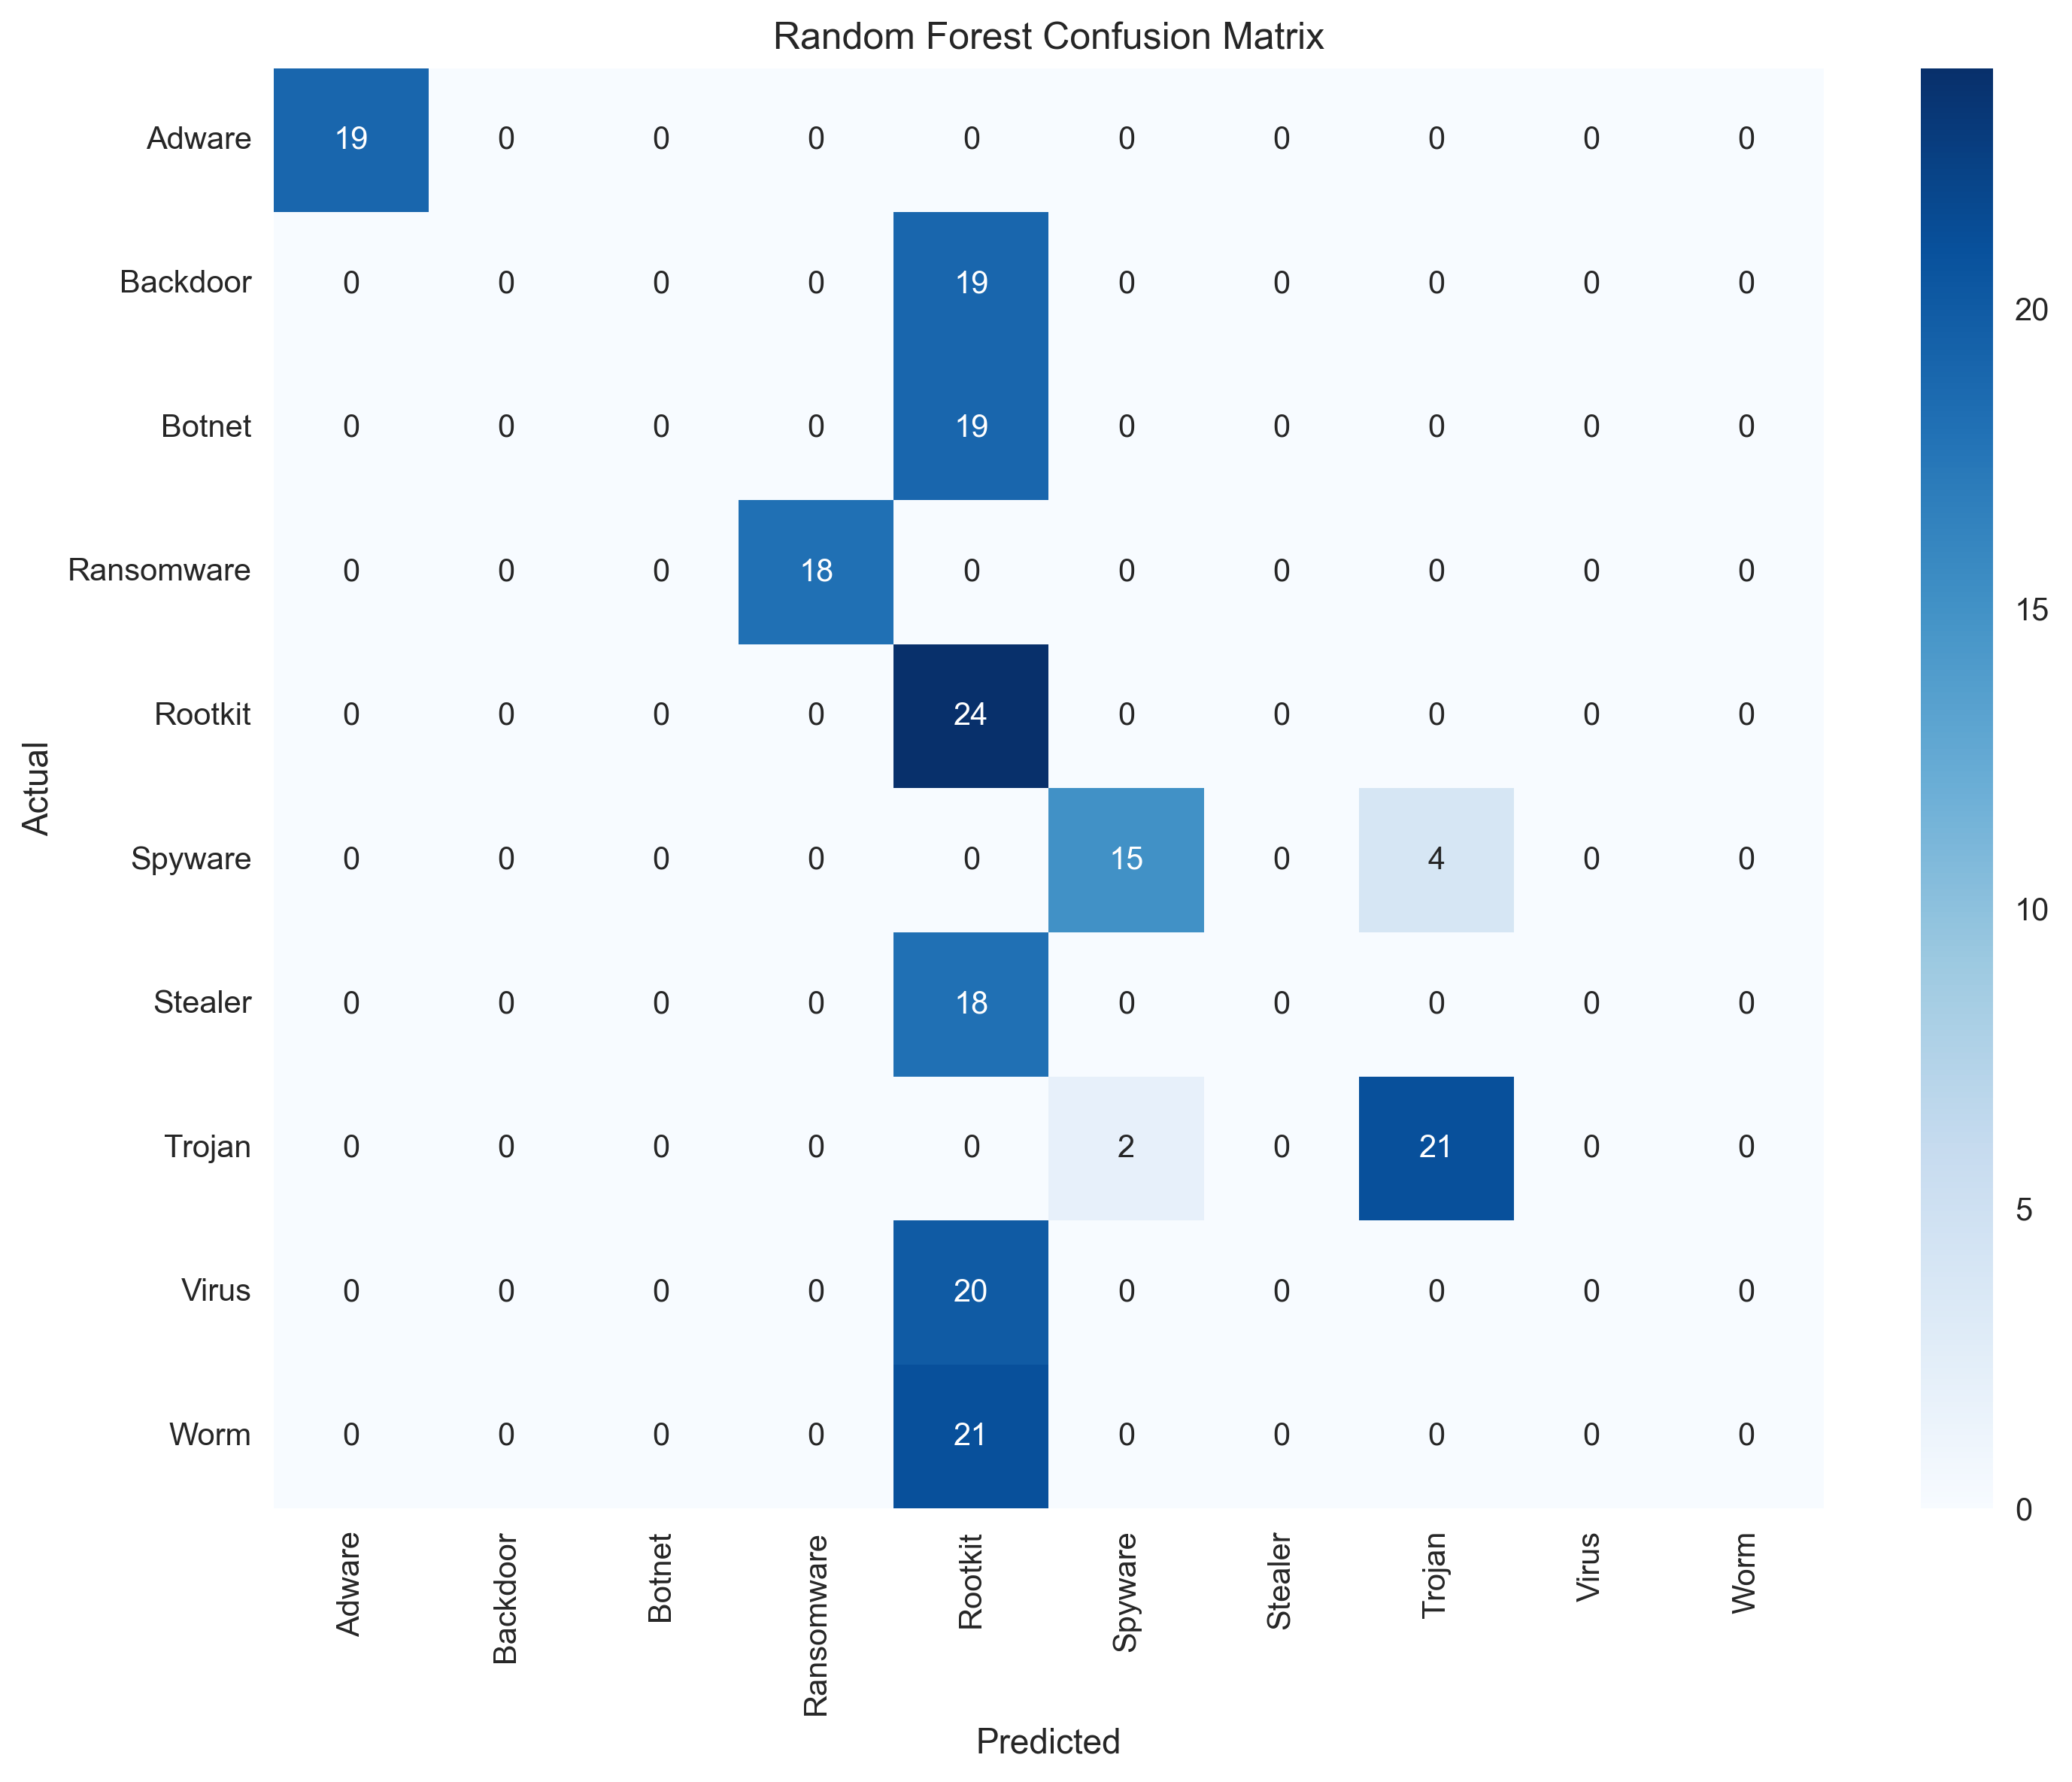 Random Forest Confusion Matrix
Adware 19 0 0 0 0 0 0 0 0 0
Backdoor 0 0 0 0 19 0 0 0 0 0
Botnet 0 0 0 0 19 0 0 0 0 0
Ransomware 0 0 0 18 0 0 0 0 0 0
Rootkit 0 0 0 0 24 0 0 0 0 0
Spyware 0 0 0 0 0 15 0 4 0 0
Stealer 0 0 0 0 18 0 0 0 0 0
Trojan 0 0 0 0 0 2 0 21 0 0
Virus 0 0 0 0 20 0 0 0 0 0
Worm 0 0 0 0 21 0 0 0 0 0
Actual
Adware
Backdoor
Botnet
Ransomware
Rootkit
Spyware
Stealer
Trojan
Virus
Worm
Predicted
20
15
10
5
0